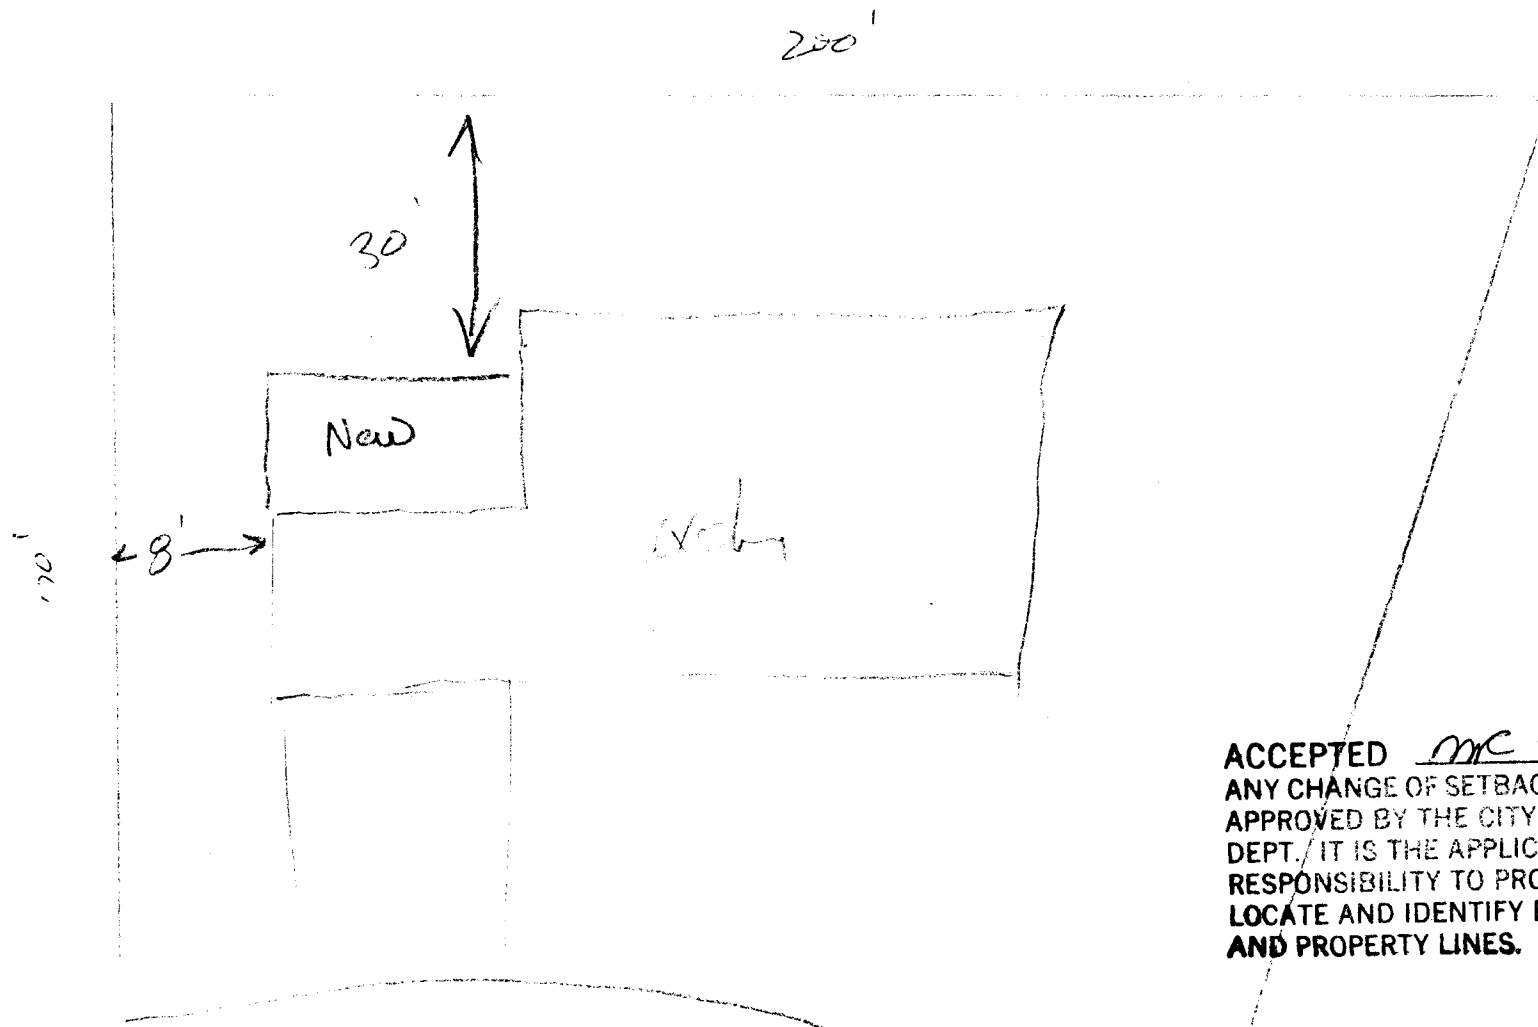 200'
30'
New
8'
ACCEPTED
ANY CHANGE OF SETBAC
APPROVED BY THE CITY
DEPT. IT IS THE APPLIC
RESPONSIBILITY TO PRO
LOCATE AND IDENTIFY E
AND PROPERTY LINES.